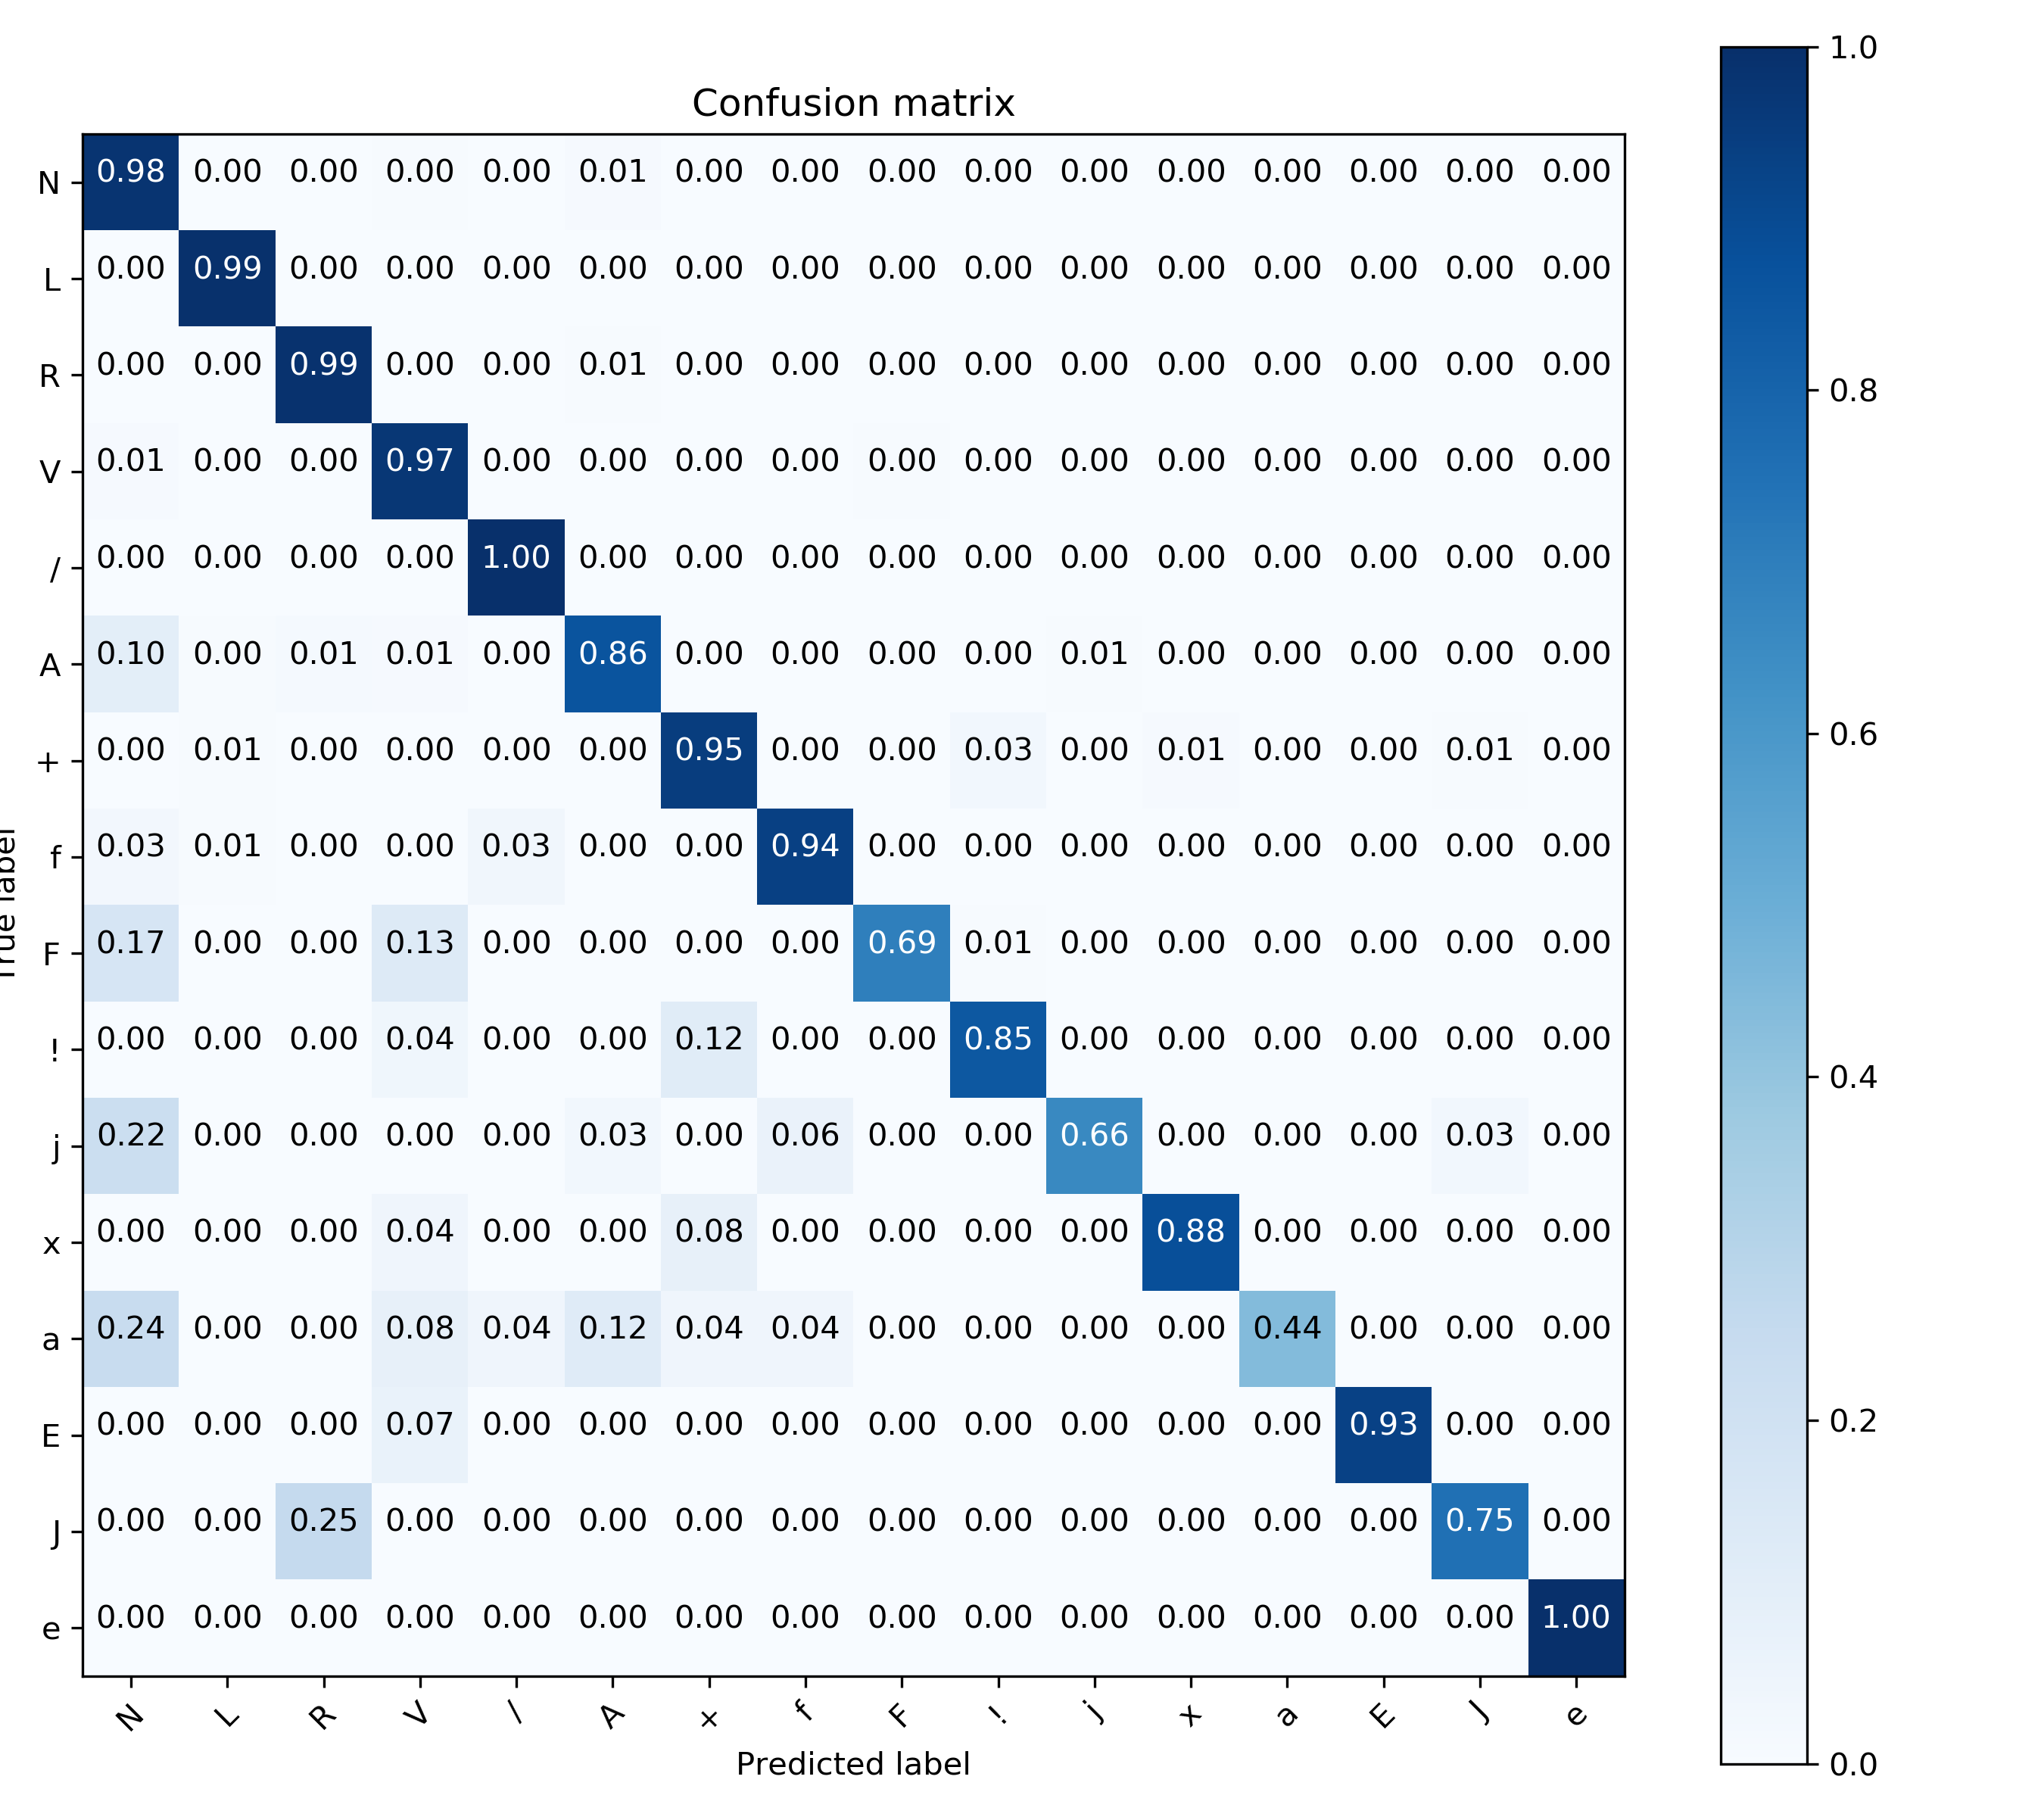 Confusion matrix
N 0.98 0.00 0.00 0.00 0.00 0.01 0.00 0.00 0.00 0.00 0.00 0.00 0.00 0.00 0.00 0.00
L 0.00 0.99 0.00 0.00 0.00 0.00 0.00 0.00 0.00 0.00 0.00 0.00 0.00 0.00 0.00 0.00
R 0.00 0.00 0.99 0.00 0.00 0.01 0.00 0.00 0.00 0.00 0.00 0.00 0.00 0.00 0.00 0.00
V 0.01 0.00 0.00 0.97 0.00 0.00 0.00 0.00 0.00 0.00 0.00 0.00 0.00 0.00 0.00 0.00
/ 0.00 0.00 0.00 0.00 1.00 0.00 0.00 0.00 0.00 0.00 0.00 0.00 0.00 0.00 0.00 0.00
A 0.10 0.00 0.01 0.01 0.00 0.86 0.00 0.00 0.00 0.00 0.01 0.00 0.00 0.00 0.00 0.00
+ 0.00 0.01 0.00 0.00 0.00 0.00 0.95 0.00 0.00 0.03 0.00 0.01 0.00 0.00 0.01 0.00
f 0.03 0.01 0.00 0.00 0.03 0.00 0.00 0.94 0.00 0.00 0.00 0.00 0.00 0.00 0.00 0.00
F 0.17 0.00 0.00 0.13 0.00 0.00 0.00 0.00 0.69 0.01 0.00 0.00 0.00 0.00 0.00 0.00
! 0.00 0.00 0.00 0.04 0.00 0.00 0.12 0.00 0.00 0.85 0.00 0.00 0.00 0.00 0.00 0.00
j 0.22 0.00 0.00 0.00 0.00 0.03 0.00 0.06 0.00 0.00 0.66 0.00 0.00 0.00 0.03 0.00
x 0.00 0.00 0.00 0.04 0.00 0.00 0.08 0.00 0.00 0.00 0.00 0.88 0.00 0.00 0.00 0.00
a 0.24 0.00 0.00 0.08 0.04 0.12 0.04 0.04 0.00 0.00 0.00 0.00 0.44 0.00 0.00 0.00
E 0.00 0.00 0.00 0.07 0.00 0.00 0.00 0.00 0.00 0.00 0.00 0.00 0.00 0.93 0.00 0.00
J 0.00 0.00 0.25 0.00 0.00 0.00 0.00 0.00 0.00 0.00 0.00 0.00 0.00 0.00 0.75 0.00
e 0.00 0.00 0.00 0.00 0.00 0.00 0.00 0.00 0.00 0.00 0.00 0.00 0.00 0.00 0.00 1.00
N L R V / A + f F ! j x a E J e
Predicted label
True label
1.0
0.8
0.6
0.4
0.2
0.0